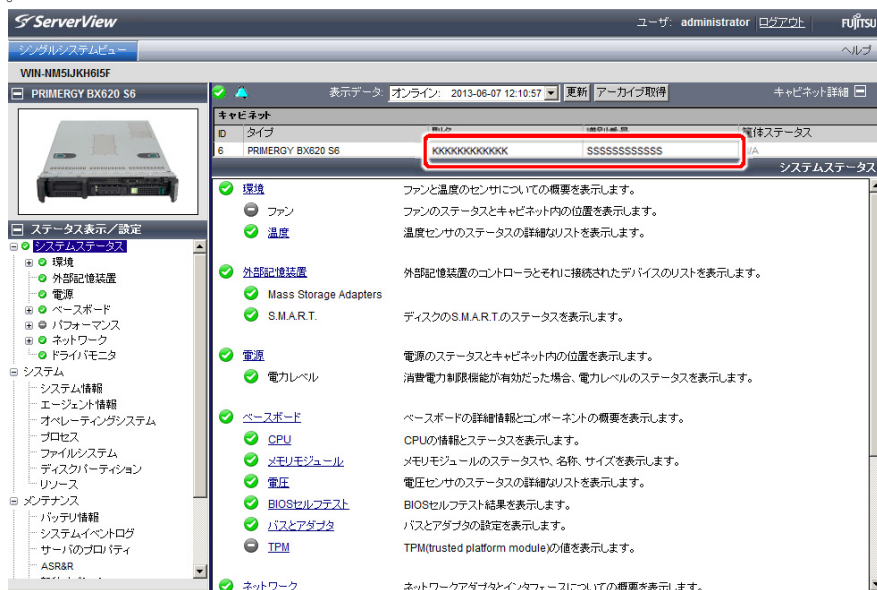 ServerView
ユーザ: administrator | ログアウト FUJITSU
シングルシステムビュー ヘルプ
WIN-NM5IJKH6I5F
PRIMERGY BX620 S6
表示データ: オンライン: 2013-06-07 12:10:57 更新 アーカイブ取得 キャビネット詳細
キャビネット
ID タイプ 型名 識別番号 筐体ステータス
6 PRIMERGY BX620 S6 KKKKKKKKKKKK SSSSSSSSSSSS N/A
システムステータス
ステータス表示/設定
システムステータス
環境
外部記憶装置
電源
ベースボード
パフォーマンス
ネットワーク
ドライバモニタ
システム
システム情報
エージェント情報
オペレーティングシステム
プロセス
ファイルシステム
ディスクパーティション
リソース
メンテナンス
バッテリ情報
システムイベントログ
サーバのプロパティ
ASR&R
環境 ファンと温度のセンサについての概要を表示します。
ファン ファンのステータスとキャビネット内の位置を表示します。
温度 温度センサのステータスの詳細なリストを表示します。
外部記憶装置 外部記憶装置のコントローラとそれに接続されたデバイスのリストを表示します。
Mass Storage Adapters
S.M.A.R.T. ディスクのS.M.A.R.T.のステータスを表示します。
電源 電源のステータスとキャビネット内の位置を表示します。
電力レベル 消費電力制限機能が有効だった場合、電力レベルのステータスを表示します。
ベースボード ベースボードの詳細情報とコンポーネントの概要を表示します。
CPU CPUの情報とステータスを表示します。
メモリモジュール メモリモジュールのステータスや、名称、サイズを表示します。
電圧 電圧センサのステータスの詳細なリストを表示します。
BIOSセルフテスト BIOSセルフテスト結果を表示します。
バスとアダプタ バスとアダプタの設定を表示します。
TPM TPM(trusted platform module)の値を表示します。
ネットワーク ネットワークアダプタとインタフェースについての概要を表示します。